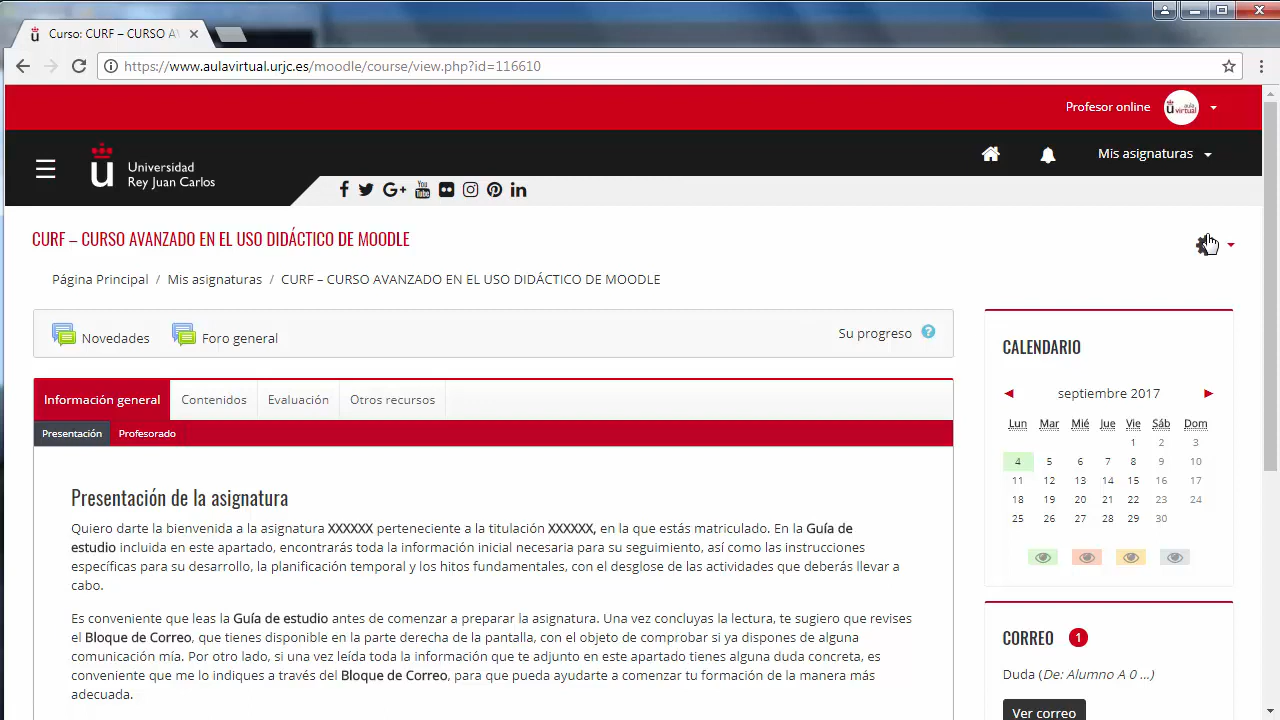 Curso: CURF – CURSO AV
https://www.aulavirtual.urjc.es/moodle/course/view.php?id=116610
Profesor online
aula virtual
Universidad
Rey Juan Carlos
Mis asignaturas
You Tube
CURF – CURSO AVANZADO EN EL USO DIDÁCTICO DE MOODLE
Página Principal / Mis asignaturas / CURF – CURSO AVANZADO EN EL USO DIDÁCTICO DE MOODLE
Novedades Foro general Su progreso
Información general Contenidos Evaluación Otros recursos
Presentación Profesorado
Presentación de la asignatura
Quiero darte la bienvenida a la asignatura XXXXXX perteneciente a la titulación XXXXXX, en la que estás matriculado. En la Guía de
estudio incluida en este apartado, encontrarás toda la información inicial necesaria para su seguimiento, así como las instrucciones
específicas para su desarrollo, la planificación temporal y los hitos fundamentales, con el desglose de las actividades que deberás llevar a
cabo.
Es conveniente que leas la Guía de estudio antes de comenzar a preparar la asignatura. Una vez concluyas la lectura, te sugiero que revises
el Bloque de Correo, que tienes disponible en la parte derecha de la pantalla, con el objeto de comprobar si ya dispones de alguna
comunicación mía. Por otro lado, si una vez leída toda la información que te adjunto en este apartado tienes alguna duda concreta, es
conveniente que me lo indiques a través del Bloque de Correo, para que pueda ayudarte a comenzar tu formación de la manera más
adecuada.
CALENDARIO
septiembre 2017
Lun Mar Mié Jue Vie Sáb Dom
1 2 3
4 5 6 7 8 9 10
11 12 13 14 15 16 17
18 19 20 21 22 23 24
25 26 27 28 29 30
CORREO 1
Duda (De: Alumno A 0 ...)
Ver correo